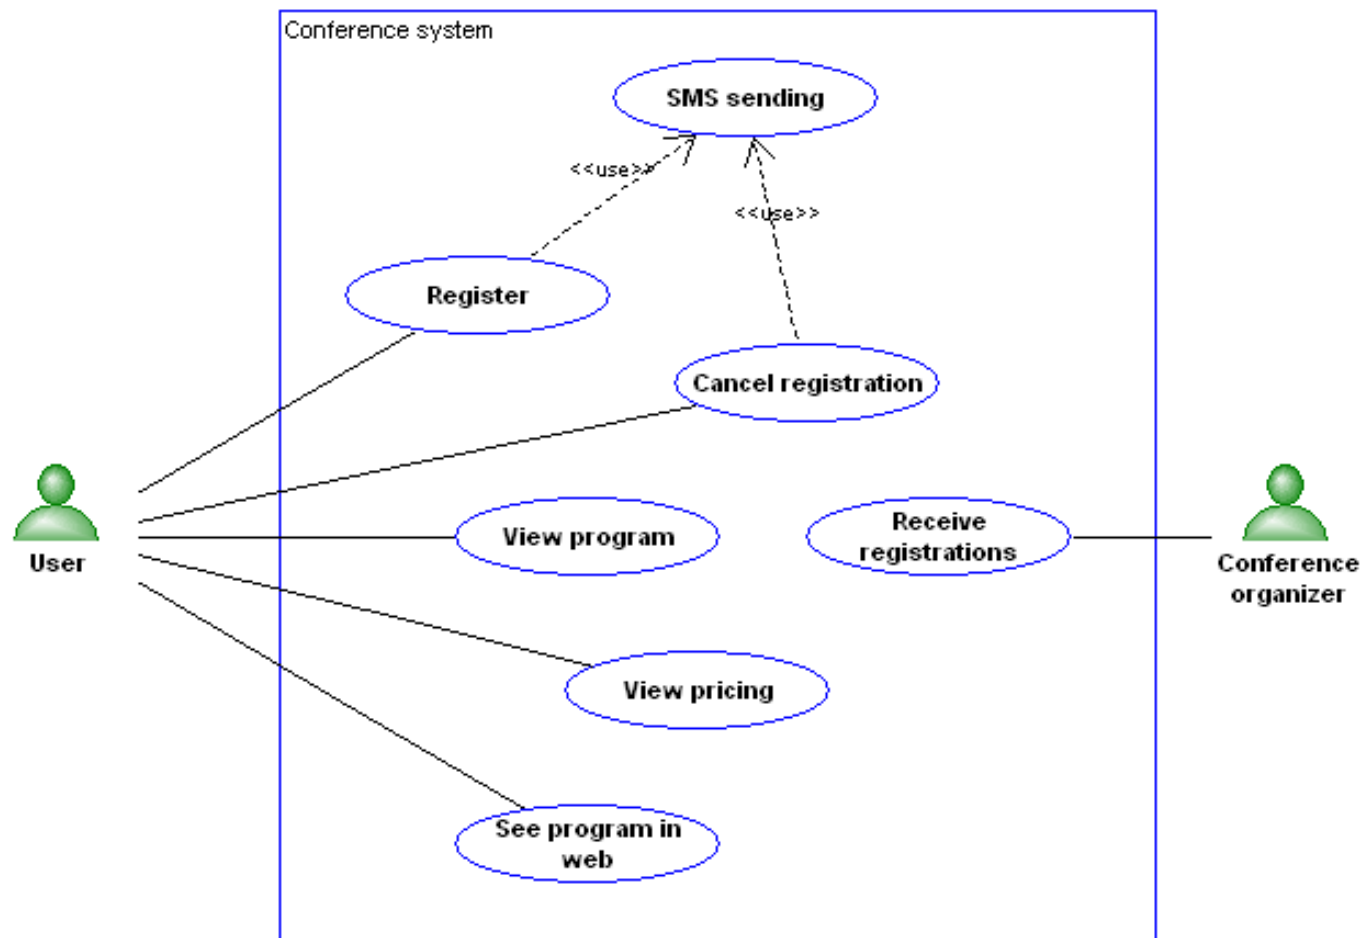 Conference system
SMS sending
<<use>>
<<use>>
Register
Cancel registration
View program
Receive
registrations
User
Conference
organizer
View pricing
See program in
web